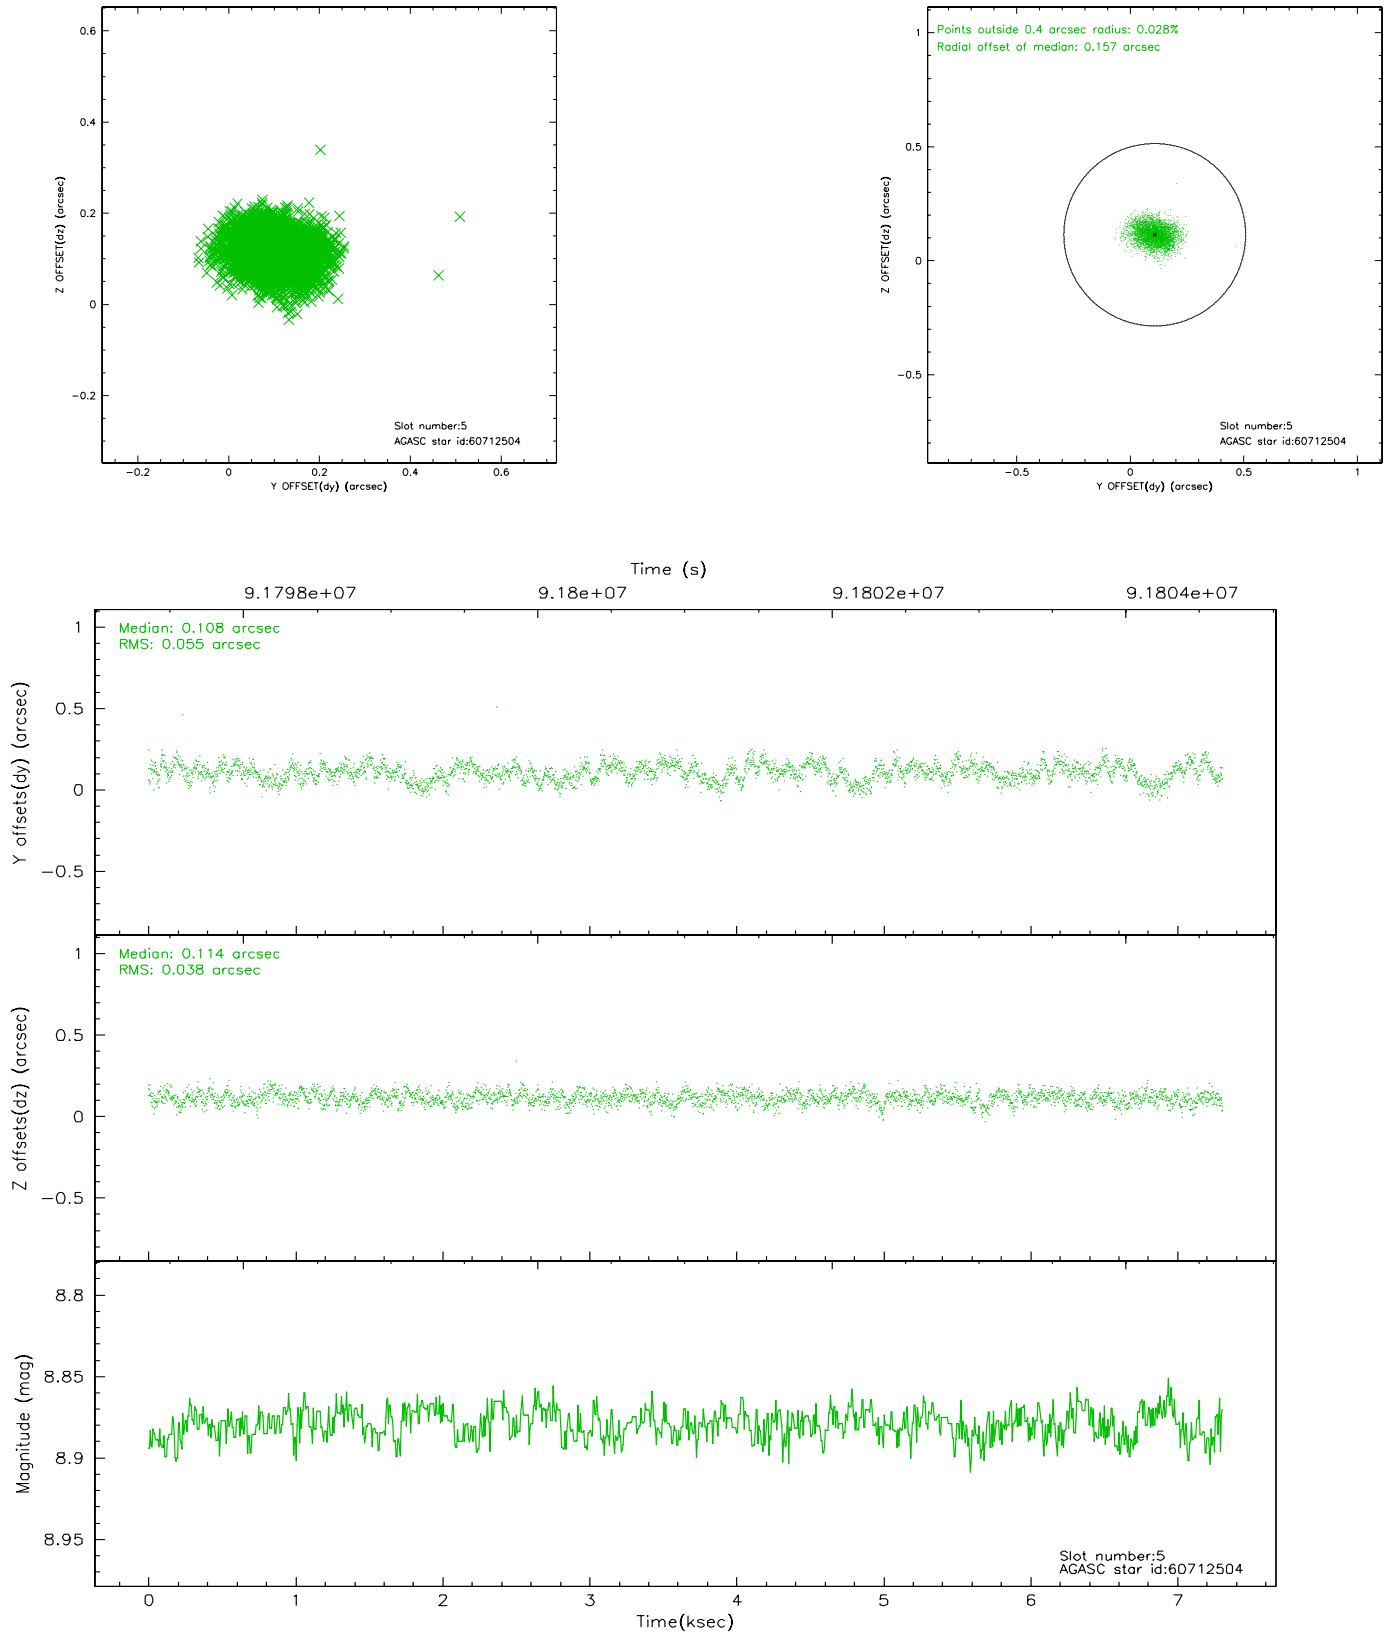 0.6
0.4
0.2
0
-0.2
Z OFFSET(dz) (arcsec)
Slot number:5
AGASC star id:60712504
-0.2 0 0.2 0.4 0.6
Y OFFSET(dy) (arcsec)
Points outside 0.4 arcsec radius: 0.028%
Radial offset of median: 0.157 arcsec
1
0.5
0
-0.5
Z OFFSET(dz) (arcsec)
Slot number:5
AGASC star id:60712504
-0.5 0 0.5 1
Y OFFSET(dy) (arcsec)
Time (s)
9.1798e+07 9.18e+07 9.1802e+07 9.1804e+07
Median: 0.108 arcsec
RMS: 0.055 arcsec
1
0.5
0
-0.5
Y offsets(dy) (arcsec)
Median: 0.114 arcsec
RMS: 0.038 arcsec
1
0.5
0
-0.5
Z offsets(dz) (arcsec)
8.8
8.85
8.9
8.95
Magnitude (mag)
Slot number:5
AGASC star id:60712504
0 1 2 3 4 5 6 7
Time(ksec)